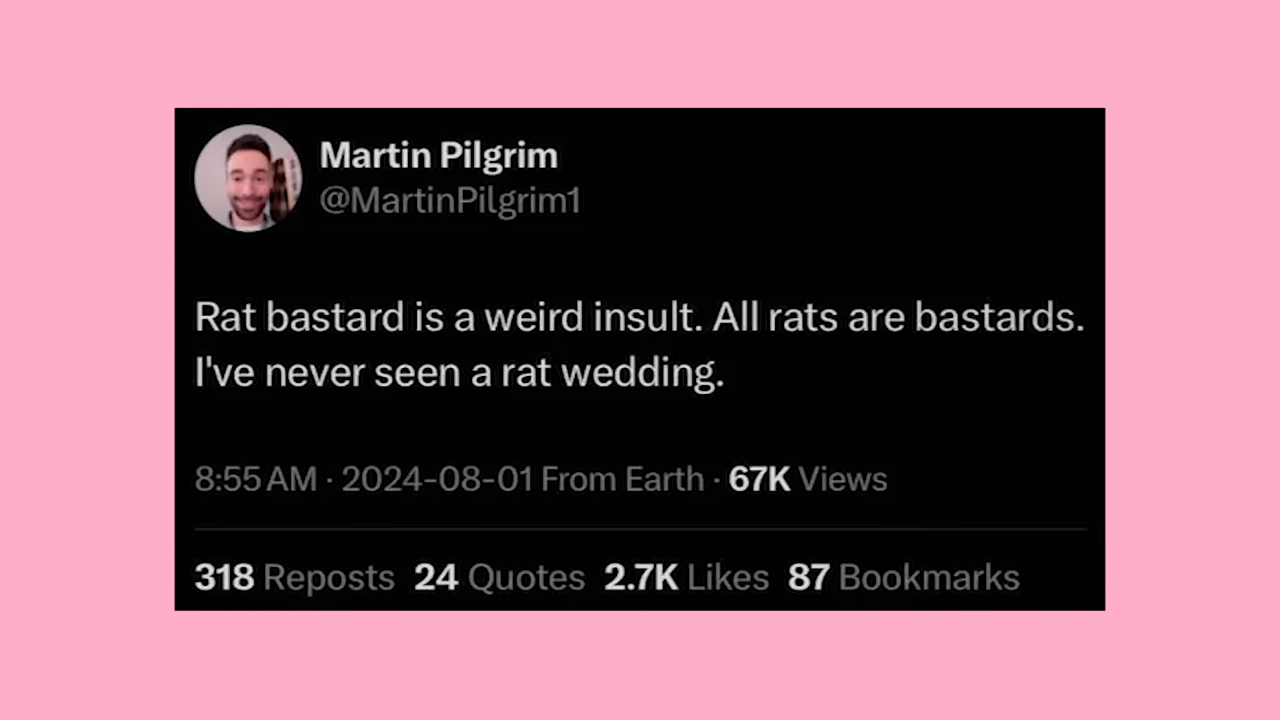 Martin Pilgrim
@MartinPilgrim1
Rat bastard is a weird insult. All rats are bastards.
I've never seen a rat wedding.
8:55 AM · 2024-08-01 From Earth · 67K Views
318 Reposts 24 Quotes 2.7K Likes 87 Bookmarks